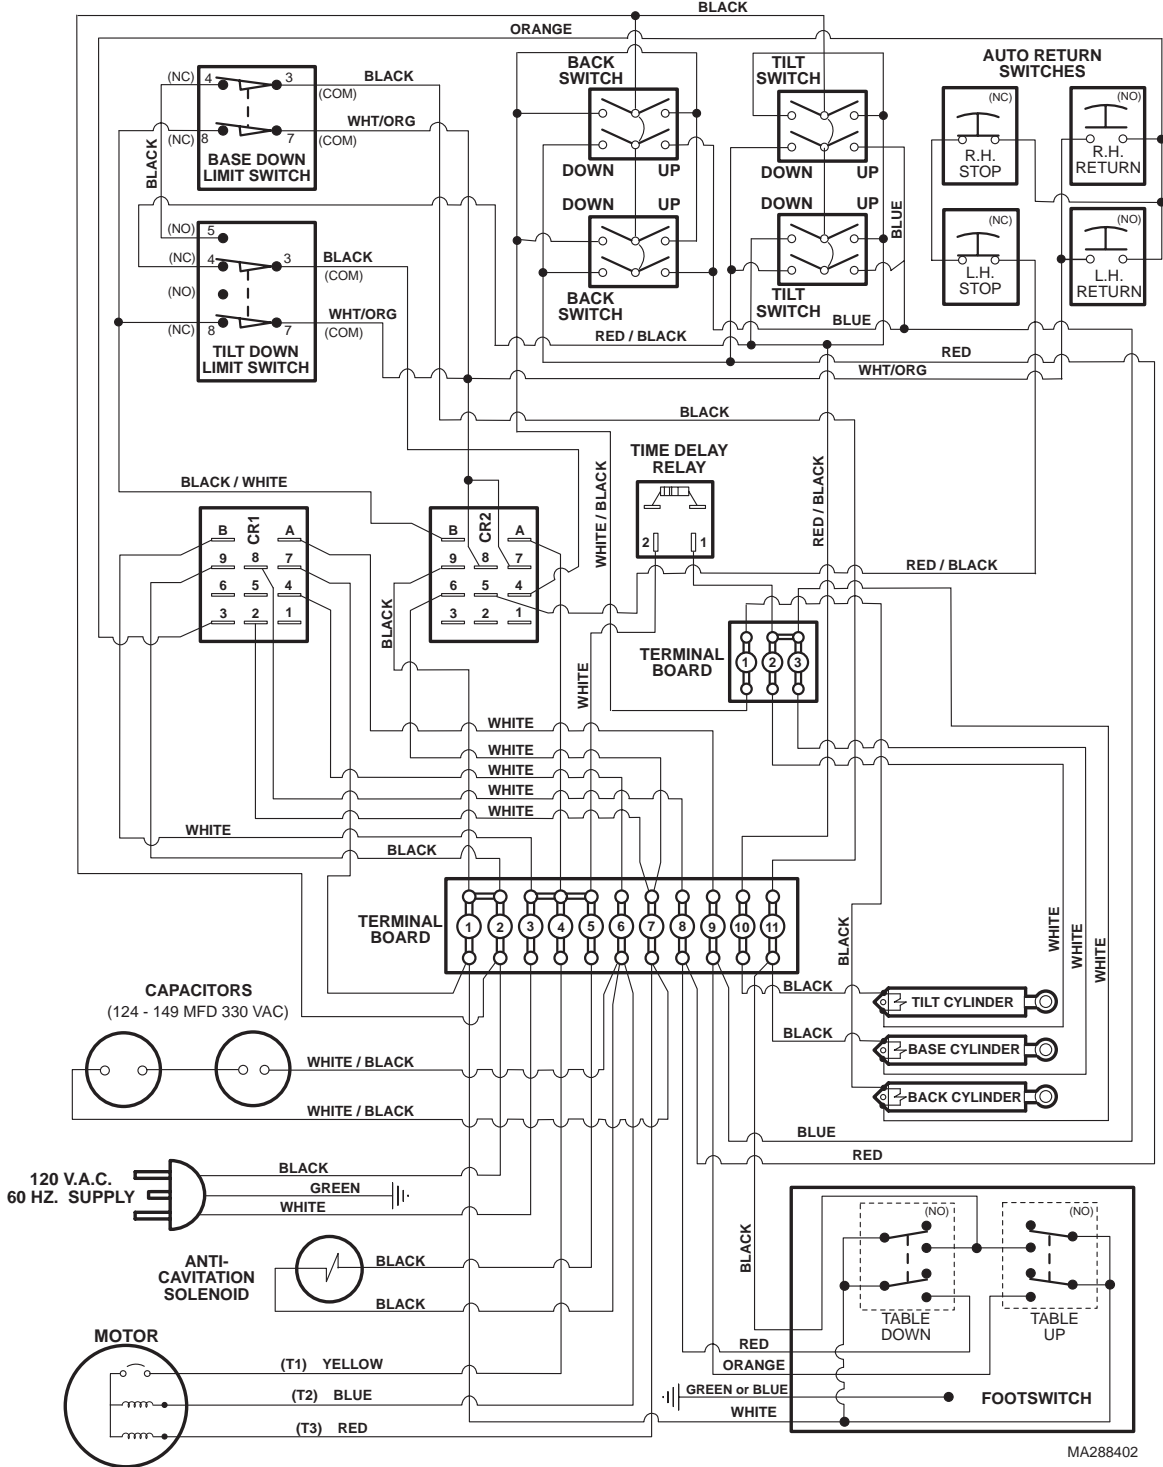 BLACK
ORANGE
BACK
SWITCH
TILT
SWITCH
AUTO RETURN
SWITCHES
(NC) 4 3 BLACK
(COM)
WHT/ORG
(NC) 8 7 (COM)
BASE DOWN
LIMIT SWITCH
BLACK
DOWN UP
DOWN UP
DOWN UP
DOWN UP
BACK
SWITCH
TILT
SWITCH
BLUE
(NC)
R.H.
STOP
(NO)
R.H.
RETURN
(NC)
L.H.
STOP
(NO)
L.H.
RETURN
(NO) 5
(NC) 4 3 BLACK
(COM)
(NO)
WHT/ORG
(NC) 8 7 (COM)
TILT DOWN
LIMIT SWITCH
BLUE
RED / BLACK
RED
WHT/ORG
BLACK
TIME DELAY
RELAY
2 1
BLACK / WHITE
WHITE / BLACK
RED / BLACK
RED / BLACK
B CR1 A
9 8 7
6 5 4
3 2 1
B CR2 A
9 8 7
6 5 4
3 2 1
BLACK
WHITE
TERMINAL
BOARD
1 2 3
WHITE
WHITE
WHITE
WHITE
WHITE
WHITE
BLACK
TERMINAL
BOARD
1 2 3 4 5 6 7 8 9 10 11
BLACK
WHITE
WHITE
WHITE
CAPACITORS
(124 - 149 MFD 330 VAC)
BLACK
TILT CYLINDER
BLACK
BASE CYLINDER
BACK CYLINDER
WHITE / BLACK
WHITE / BLACK
BLUE
RED
120 V.A.C.
60 HZ. SUPPLY
BLACK
GREEN
WHITE
ANTI-
CAVITATION
SOLENOID
BLACK
BLACK
BLACK
(NO)
(NO)
TABLE
DOWN
TABLE
UP
MOTOR
(T1) YELLOW
(T2) BLUE
(T3) RED
RED
ORANGE
GREEN or BLUE
WHITE
FOOTSWITCH
MA288402